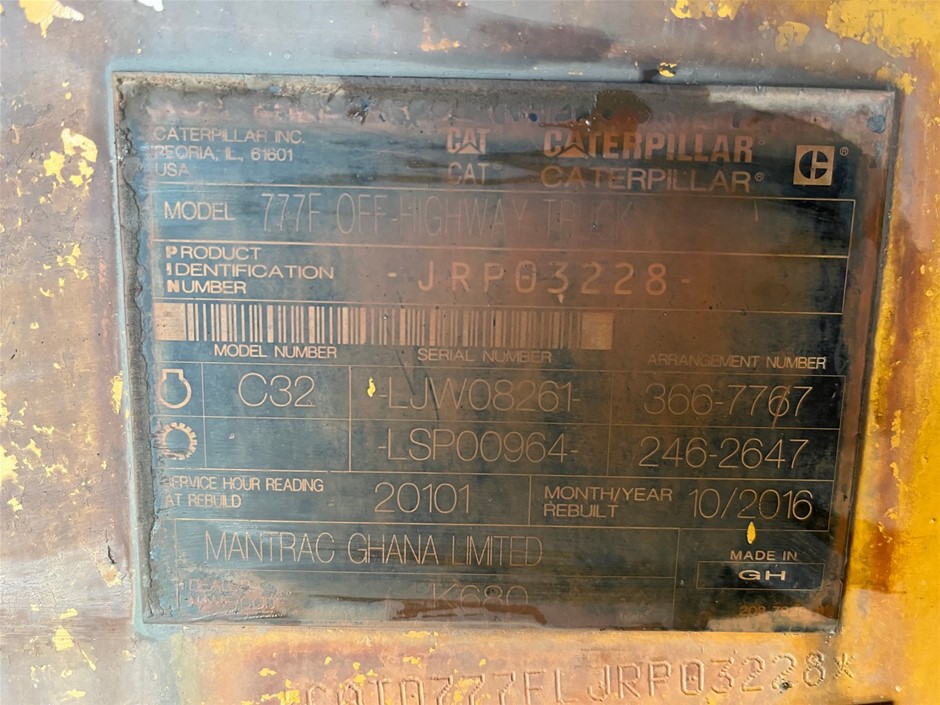 CATERPILLAR INC.
PEORIA, IL, 61601
USA
CAT CATERPILLAR®
CAT CATERPILLAR®
C®
MODEL 777F OFF-HIGHWAY TRUCK
PRODUCT
IDENTIFICATION
NUMBER
-JRP03228-
MODEL NUMBER SERIAL NUMBER ARRANGEMENT NUMBER
C32 -LJW08261- 366-7767
-LSP00964- 246-2647
SERVICE HOUR READING
AT REBUILD
20101
MONTH/YEAR
REBUILT
10/2016
MANTRAC GHANA LIMITED
MADE IN
GH
K680
LJRP03228*